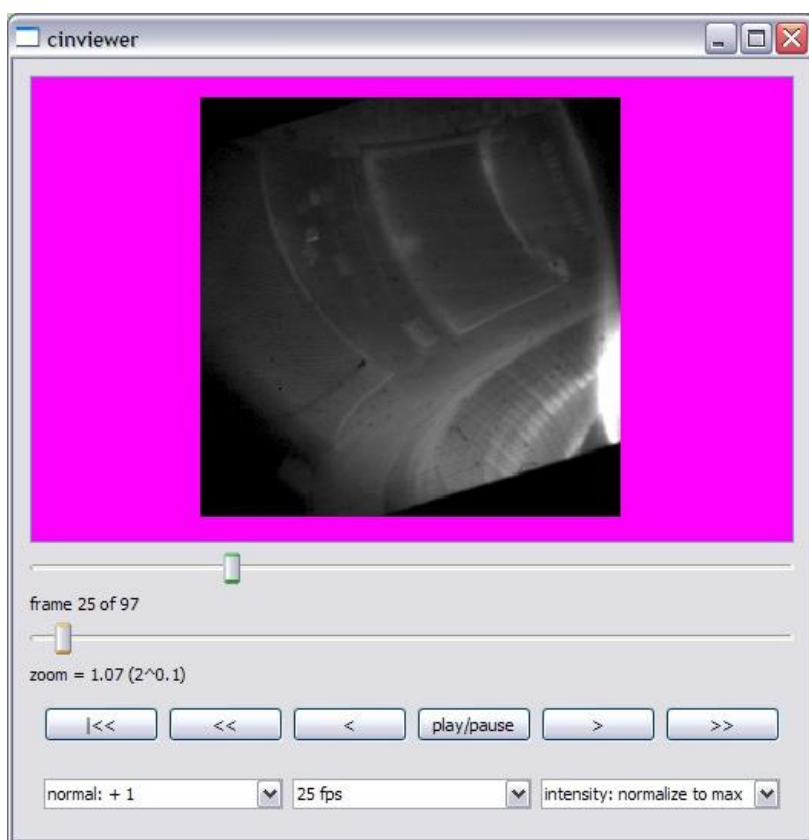 cinviewer
frame 25 of 97
zoom = 1.07 (2^0.1)
|<< << < play/pause > >>
normal: + 1 25 fps intensity: normalize to max